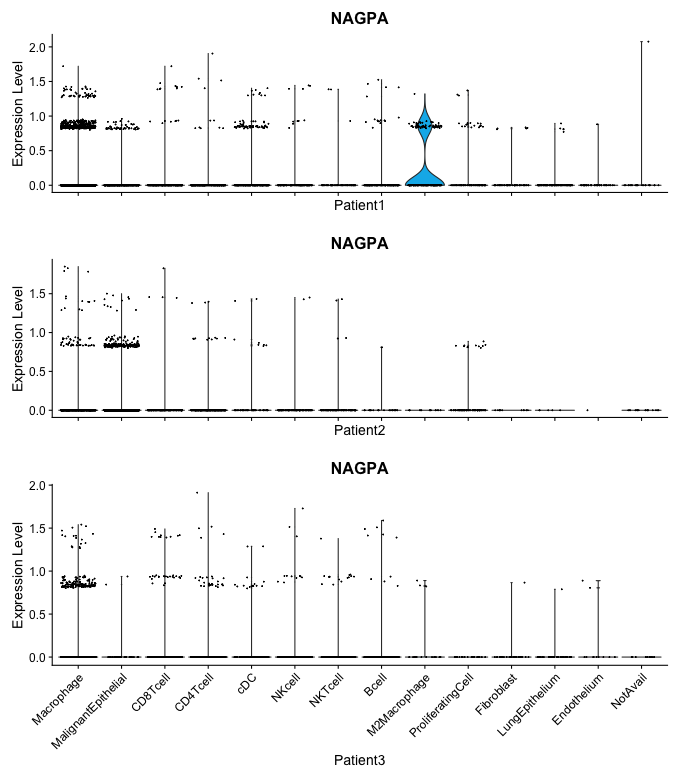 NAGPA
Expression Level
2.0
1.5
1.0
0.5
0.0
Patient1
NAGPA
Expression Level
1.5
1.0
0.5
0.0
Patient2
NAGPA
Expression Level
2.0
1.5
1.0
0.5
0.0
Macrophage
MalignantEpithelial
CD8Tcell
CD4Tcell
cDC
NKcell
NKTcell
Bcell
M2Macrophage
ProliferatingCell
Fibroblast
LungEpithelium
Endothelium
NotAvail
Patient3